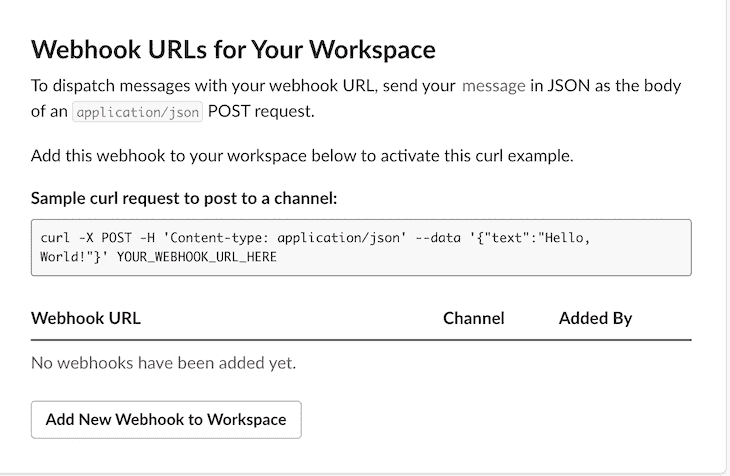 Webhook URLs for Your Workspace
To dispatch messages with your webhook URL, send your message in JSON as the body
of an application/json POST request.
Add this webhook to your workspace below to activate this curl example.
Sample curl request to post to a channel:
curl -X POST -H 'Content-type: application/json' --data '{"text":"Hello,
World!"}' YOUR_WEBHOOK_URL_HERE
Webhook URL Channel Added By
No webhooks have been added yet.
Add New Webhook to Workspace